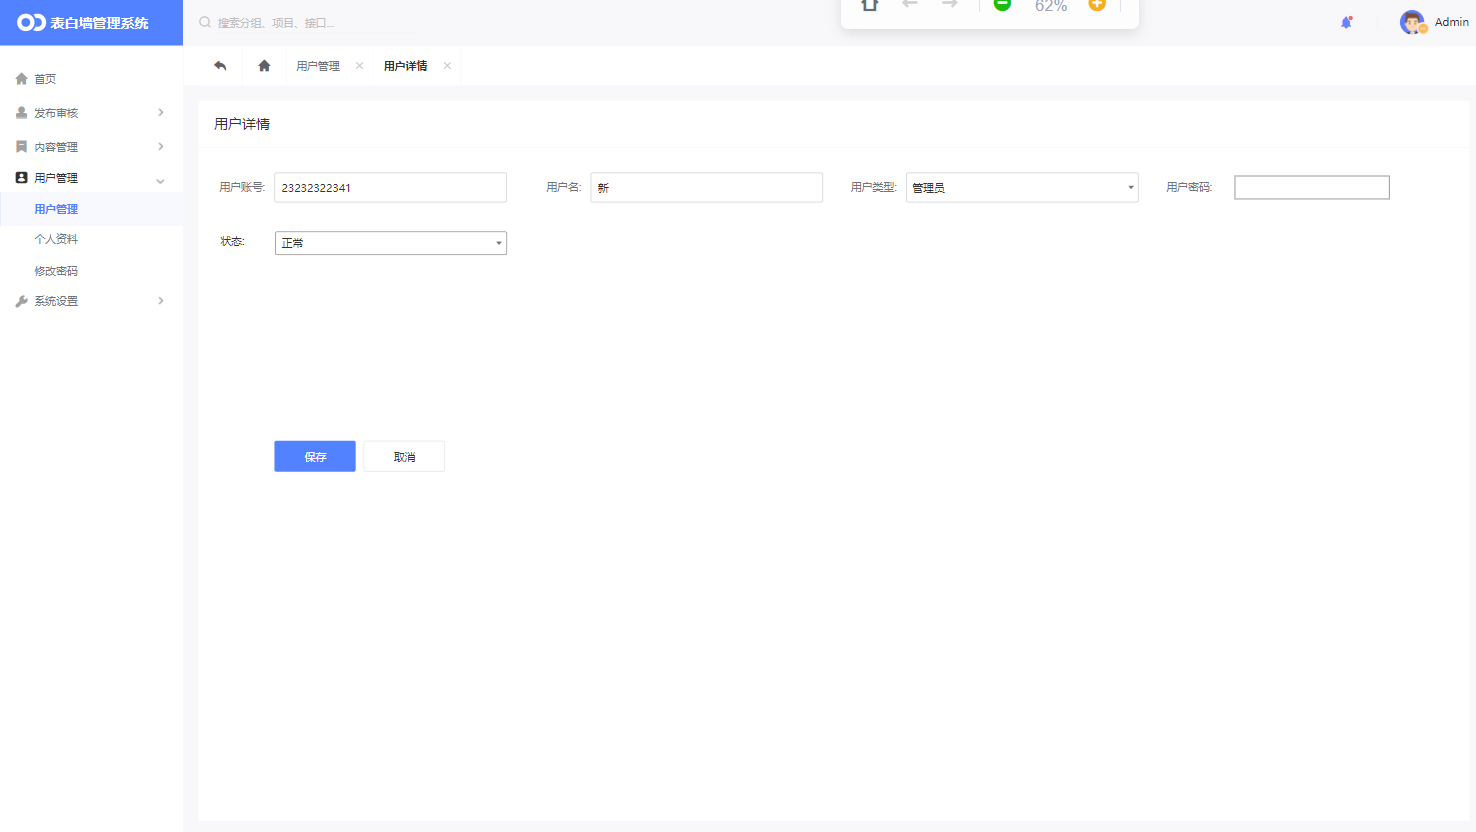 表白墙管理系统
搜索分组、项目、接口...
62%
Admin
用户管理
用户详情
首页
发布审核
内容管理
用户管理
用户管理
个人资料
修改密码
系统设置
用户详情
用户账号: 23232322341
用户名: 新
用户类型: 管理员
用户密码:
状态: 正常
保存
取消